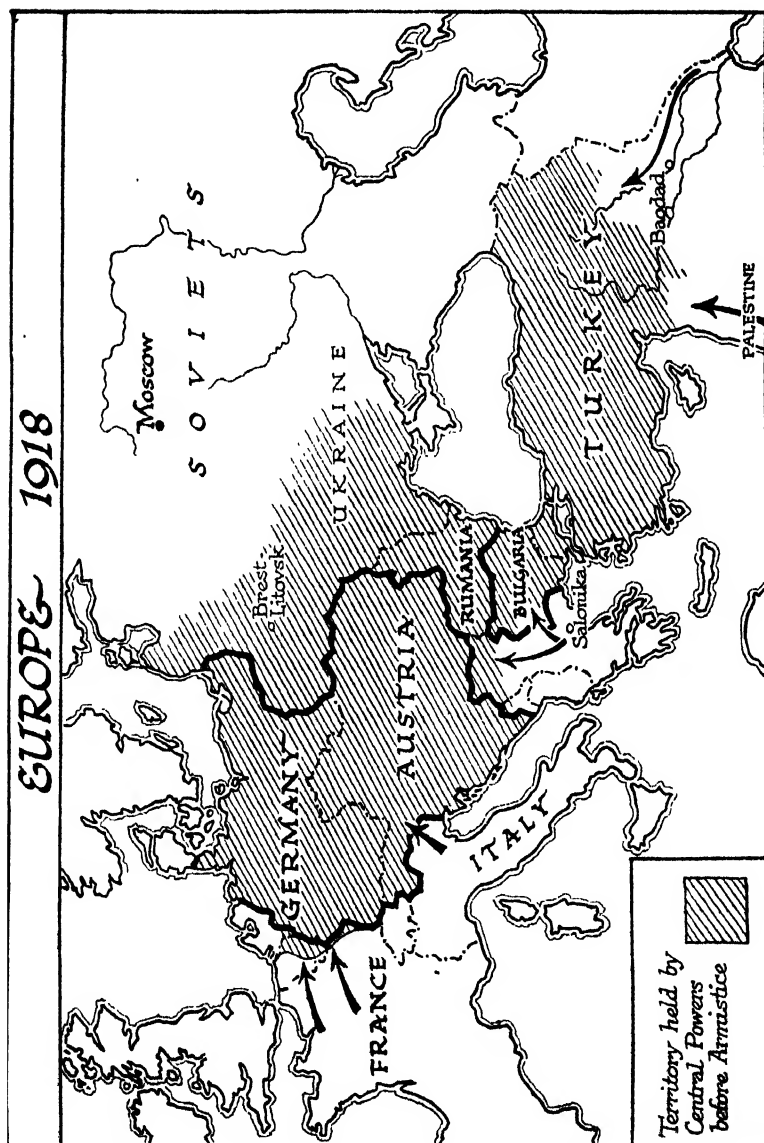 EUROPE 1918
Moscow
SOVIETS
UKRAINE
Brest-
Litovsk
GERMANY
AUSTRIA
RUMANIA
BULGARIA
Salonika
TURKEY
Bagdad
PALESTINE
FRANCE
ITALY
Territory held by
Central Powers
before Armistice